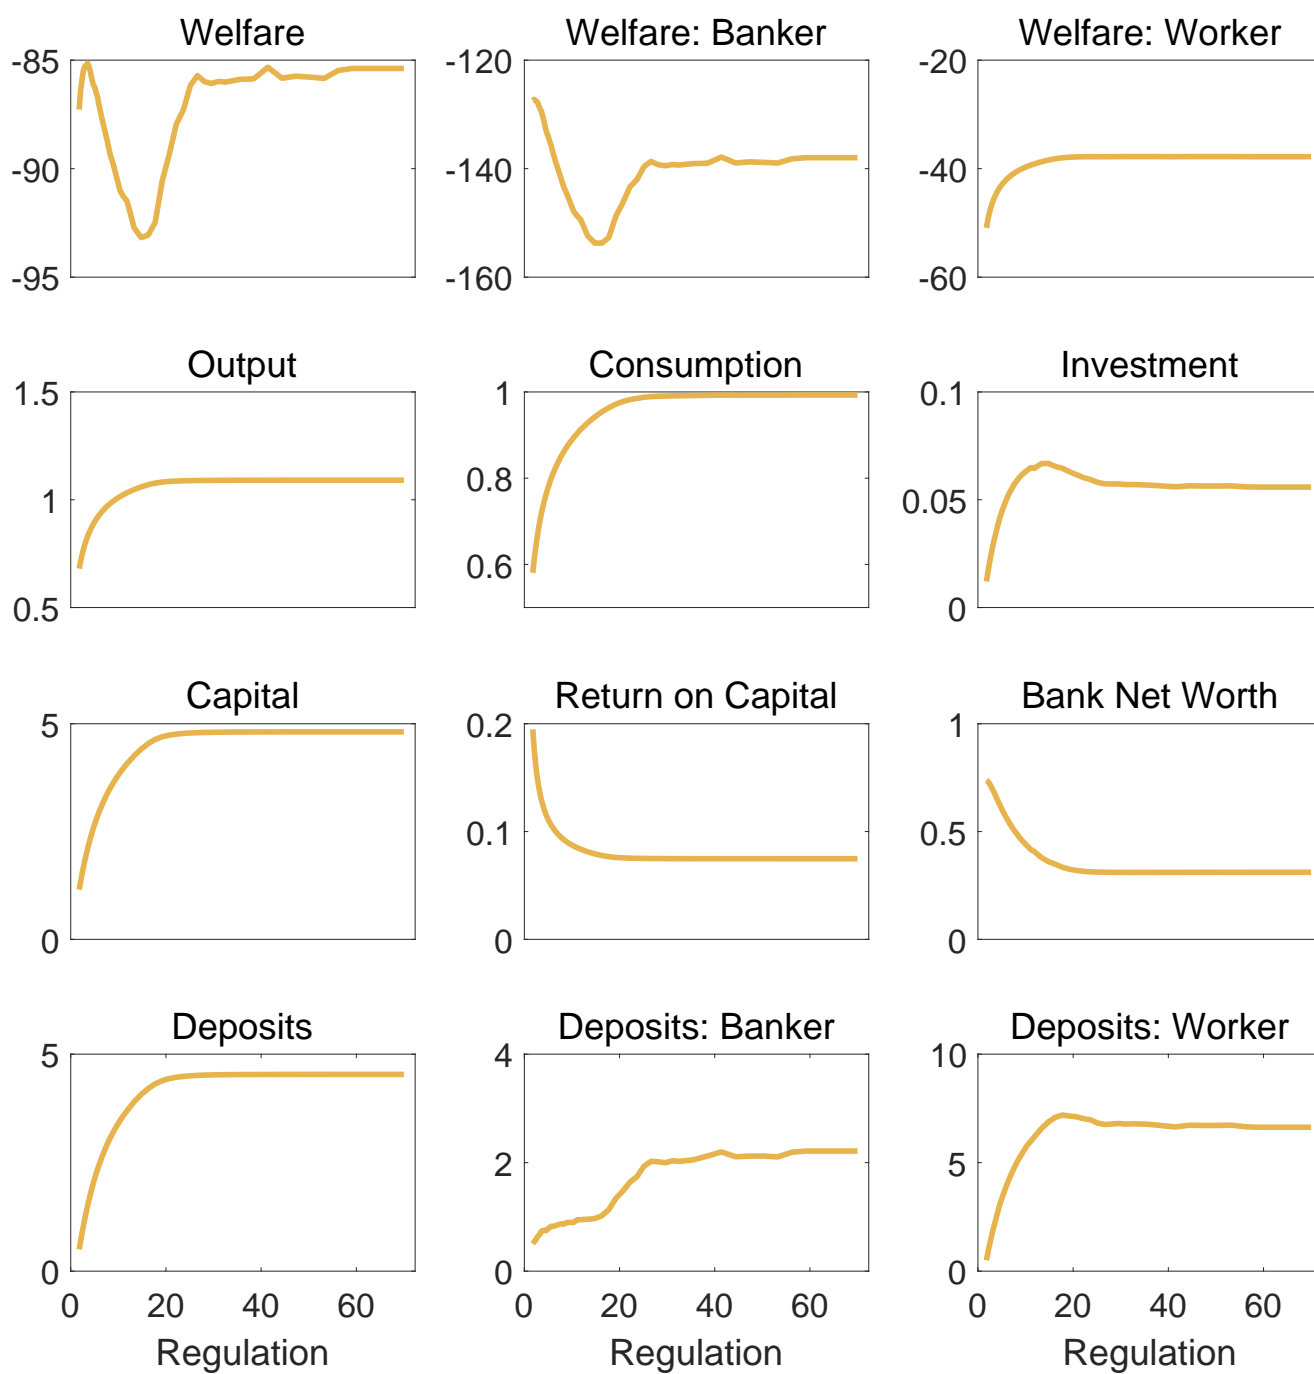 Welfare Welfare: Banker Welfare: Worker
-85 -120 -20
-90 -140 -40
-95 -160 -60
Output Consumption Investment
1.5 1 0.1
0.8
1 0.05
0.6
0.5 0
Capital Return on Capital Bank Net Worth
5 0.2 1
0.1 0.5
0 0 0
Deposits Deposits: Banker Deposits: Worker
5 4 10
2 5
0 0 0
0 20 40 60 0 20 40 60 0 20 40 60
Regulation Regulation Regulation